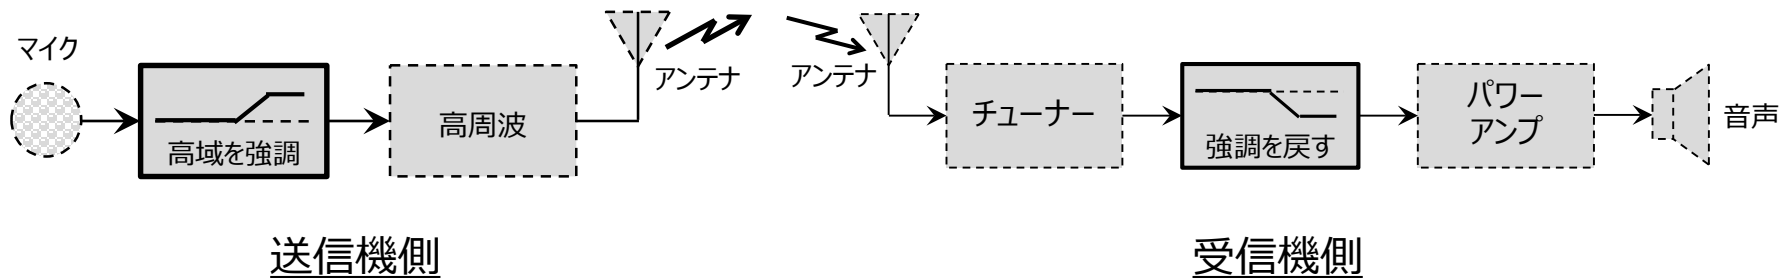 マイク
高域を強調
高周波
アンテナ
アンテナ
チューナー
強調を戻す
パワー
アンプ
音声
送信機側
受信機側